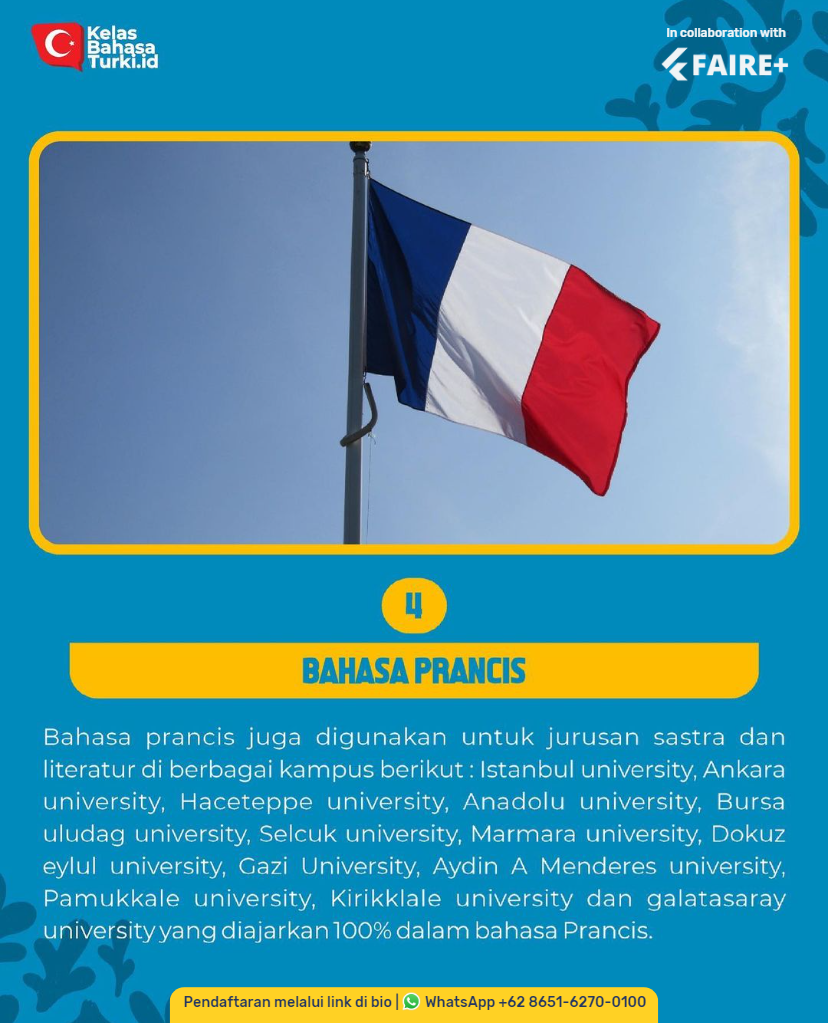 Kelas
Bahasa
Turki.id
In collaboration with
FAIRE+
4
BAHASA PRANCIS
Bahasa prancis juga digunakan untuk jurusan sastra dan
literatur di berbagai kampus berikut : Istanbul university, Ankara
university, Haceteppe university, Anadolu university, Bursa
uludag university, Selcuk university, Marmara university, Dokuz
eylul university, Gazi University, Aydin A Menderes university,
Pamukkale university, Kirikklale university dan galatasaray
university yang diajarkan 100% dalam bahasa Prancis.
Pendaftaran melalui link di bio | WhatsApp +62 8651-6270-0100